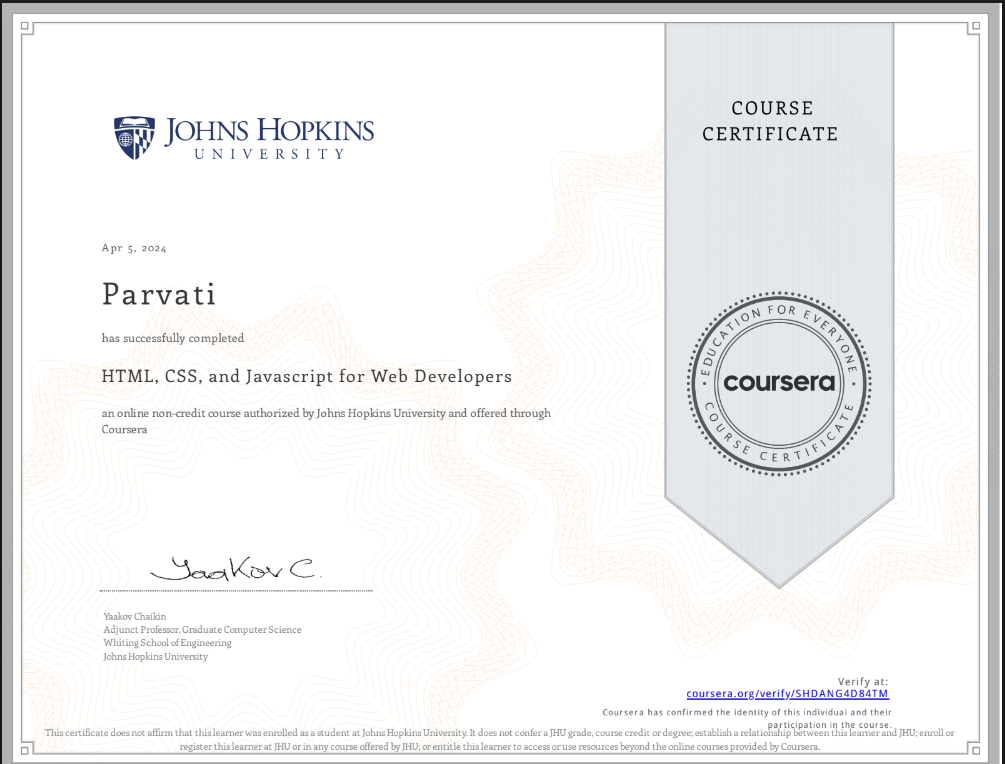 JOHNS HOPKINS
UNIVERSITY
COURSE
CERTIFICATE
Apr 5, 2024
Parvati
has successfully completed
HTML, CSS, and Javascript for Web Developers
an online non-credit course authorized by Johns Hopkins University and offered through
Coursera
EDUCATION FOR EVERYONE
coursera
COURSE CERTIFICATE
Yaakov C.
Yaakov Chaikin
Adjunct Professor, Graduate Computer Science
Whiting School of Engineering
Johns Hopkins University
Verify at:
coursera.org/verify/SHDANG4D84TM
Coursera has confirmed the identity of this individual and their
participation in the course.
This certificate does not affirm that this learner was enrolled as a student at Johns Hopkins University. It does not confer a JHU grade, course credit or degree; establish a relationship between this learner and JHU; enroll or
register this learner at JHU or in any course offered by JHU; or entitle this learner to access or use resources beyond the online courses provided by Coursera.